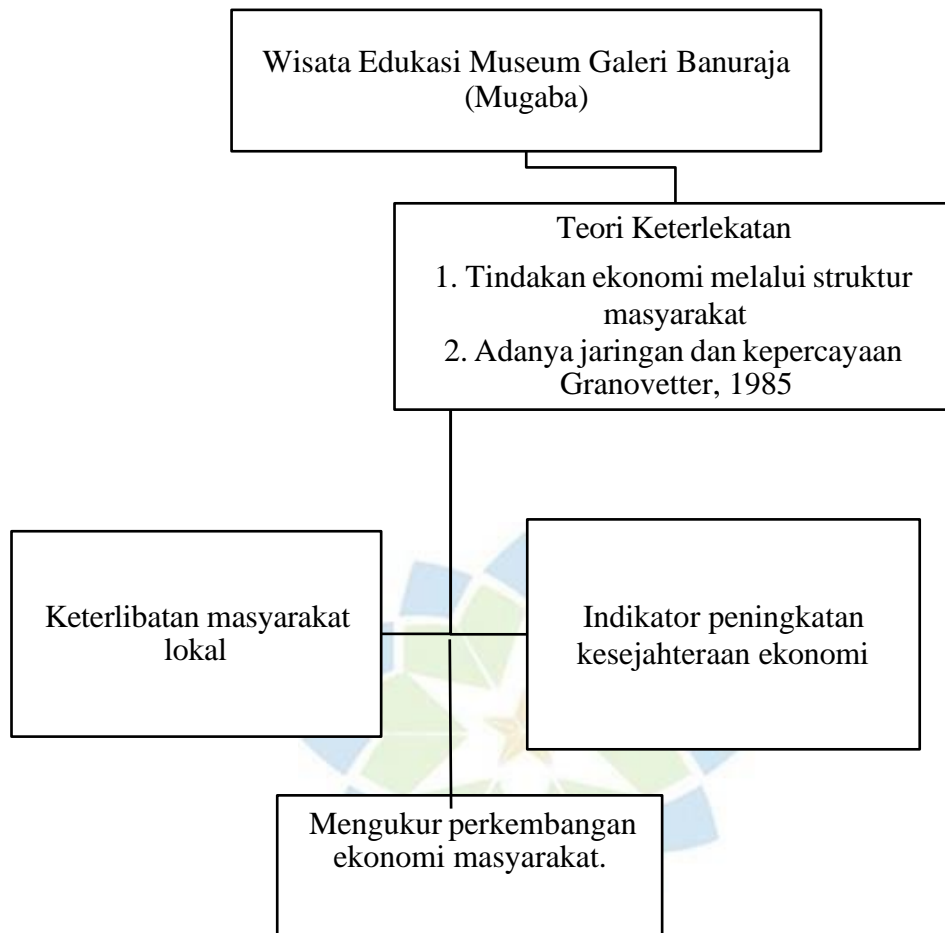 Wisata Edukasi Museum Galeri Banuraja
(Mugaba)
Teori Keterlekatan
1. Tindakan ekonomi melalui struktur
masyarakat
2. Adanya jaringan dan kepercayaan
Granovetter, 1985
Keterlibatan masyarakat
lokal
Indikator peningkatan
kesejahteraan ekonomi
Mengukur perkembangan
ekonomi masyarakat.